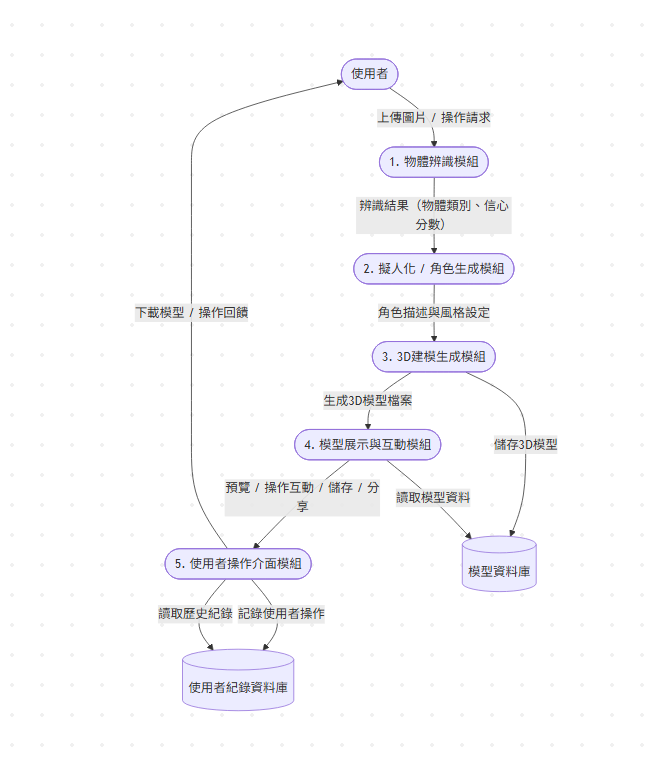 使用者
上傳圖片 / 操作請求
1. 物體辨識模組
辨識結果（物體類別、信心
分數）
2. 擬人化 / 角色生成模組
下載模型 / 操作回饋
角色描述與風格設定
3. 3D建模生成模組
生成3D模型檔案
4. 模型展示與互動模組
儲存3D模型
預覽 / 操作互動 / 儲存 / 分
享
讀取模型資料
5. 使用者操作介面模組
模型資料庫
讀取歷史紀錄
記錄使用者操作
使用者紀錄資料庫